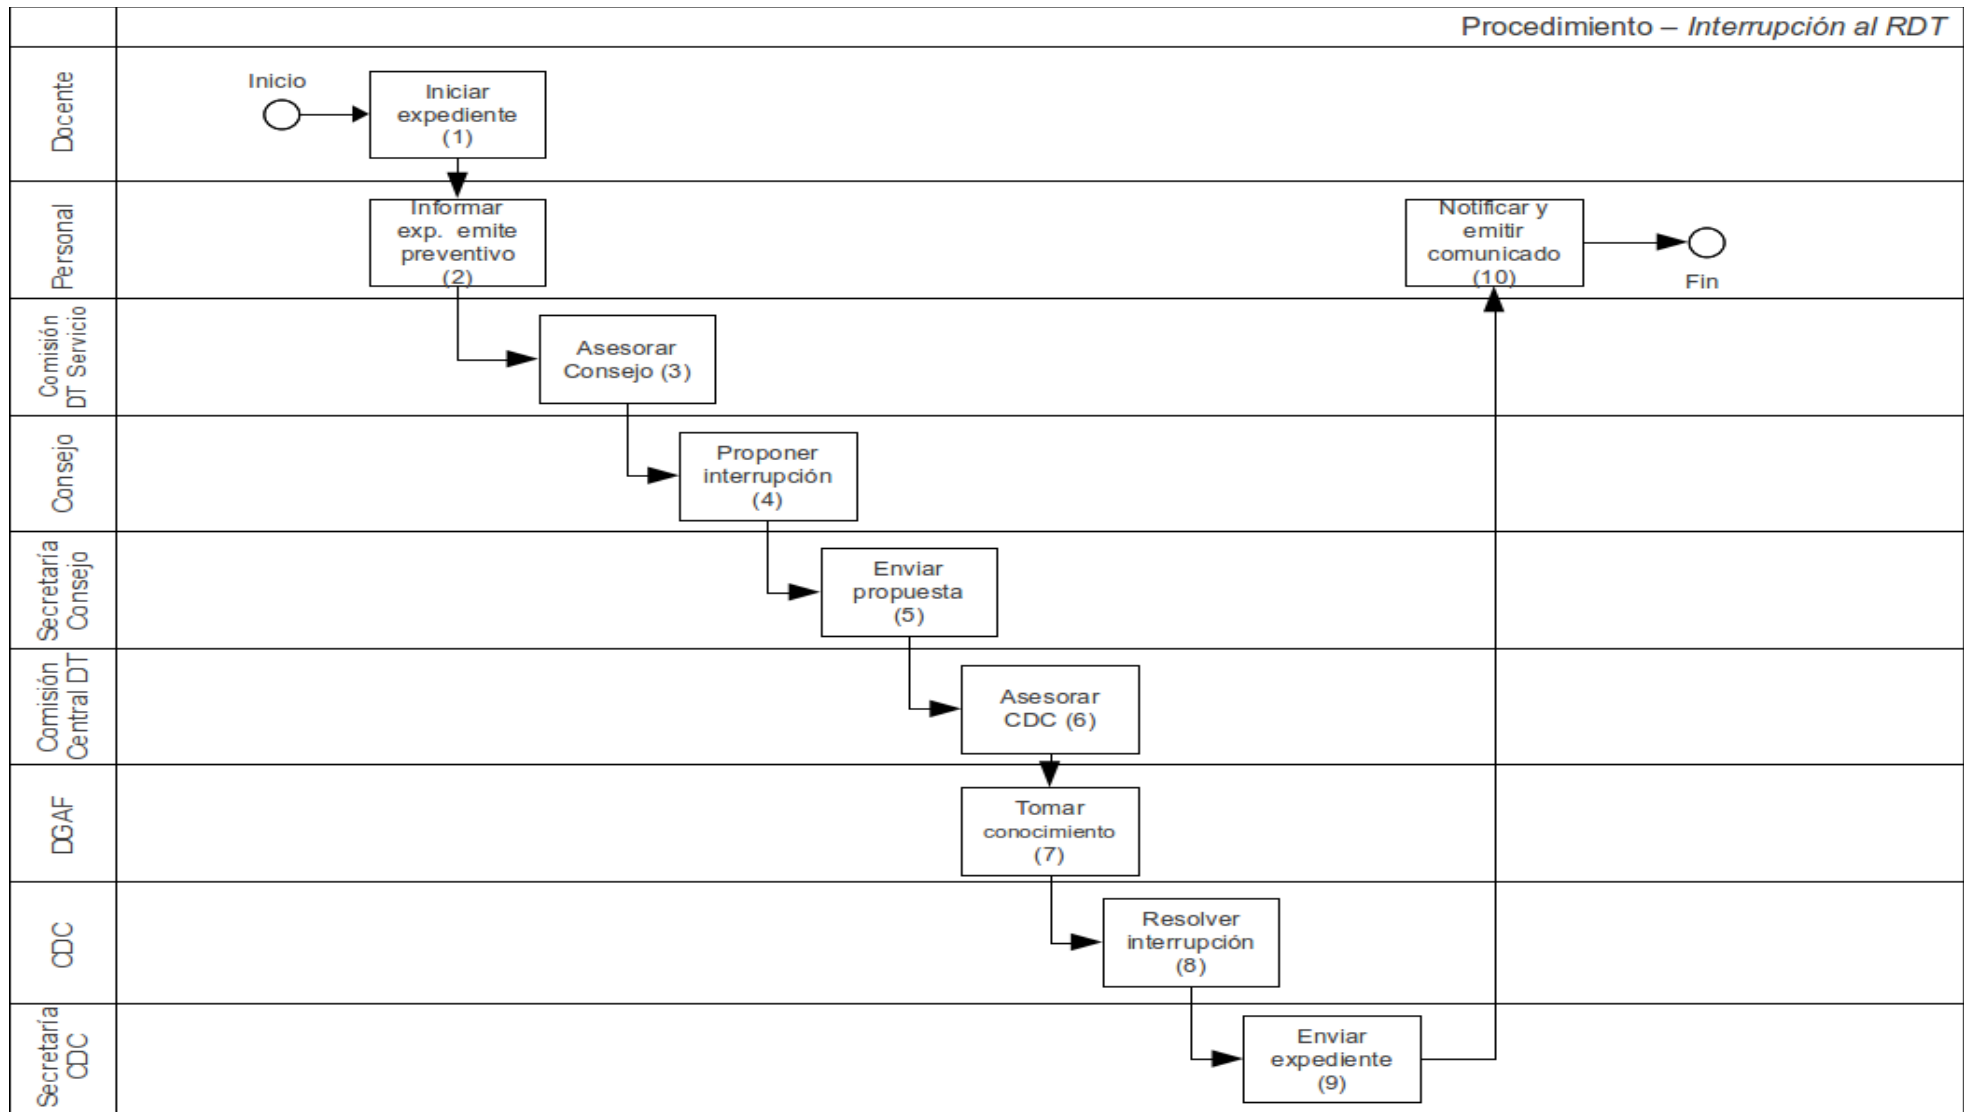 Procedimiento – Interrupción al RDT
Docente
Inicio
Iniciar
expediente
(1)
Personal
Informar
exp. emite
preventivo
(2)
Notificar y
emitir
comunicado
(10)
Fin
Comisión
DT Servicio
Asesorar
Consejo (3)
Consejo
Proponer
interrupción
(4)
Secretaría
Consejo
Enviar
propuesta
(5)
Comisión
Central DT
Asesorar
CDC (6)
DGAF
Tomar
conocimiento
(7)
CDC
Resolver
interrupción
(8)
Secretaría
CDC
Enviar
expediente
(9)